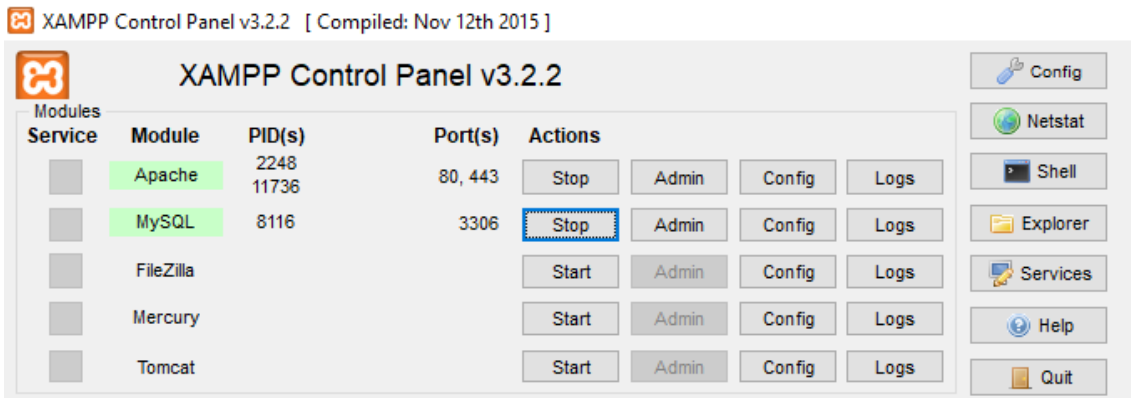 XAMPP Control Panel v3.2.2 [ Compiled: Nov 12th 2015 ]
XAMPP Control Panel v3.2.2
Config
Netstat
Shell
Explorer
Services
Help
Quit
Modules
Service Module PID(s) Port(s) Actions
Apache 2248 11736 80, 443 Stop Admin Config Logs
MySQL 8116 3306 Stop Admin Config Logs
FileZilla Start Admin Config Logs
Mercury Start Admin Config Logs
Tomcat Start Admin Config Logs